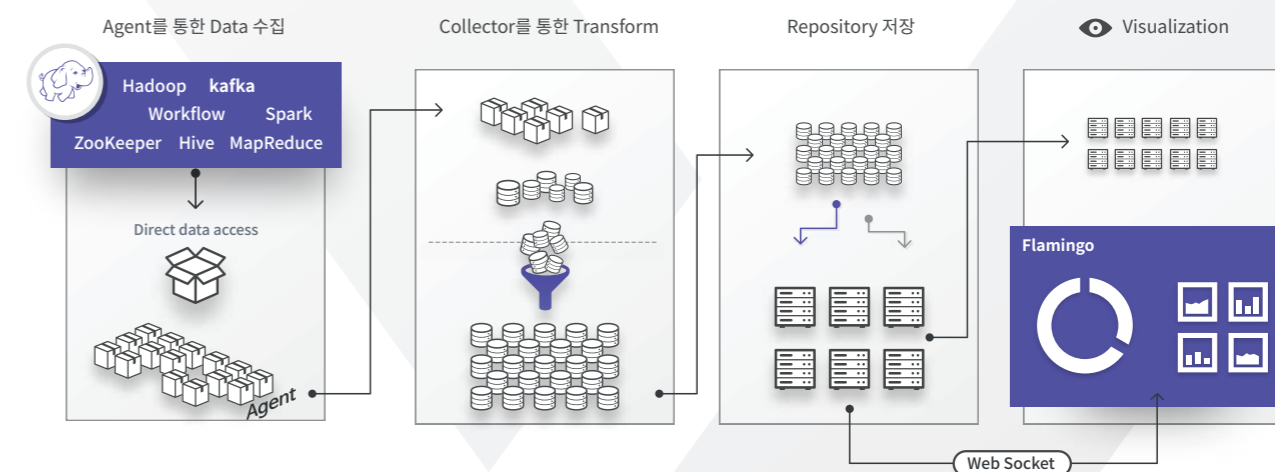 Agent를 통한 Data 수집
Collector를 통한 Transform
Repository 저장
Visualization
Hadoop kafka
Workflow Spark
ZooKeeper Hive MapReduce
Direct data access
Agent
Flamingo
Web Socket